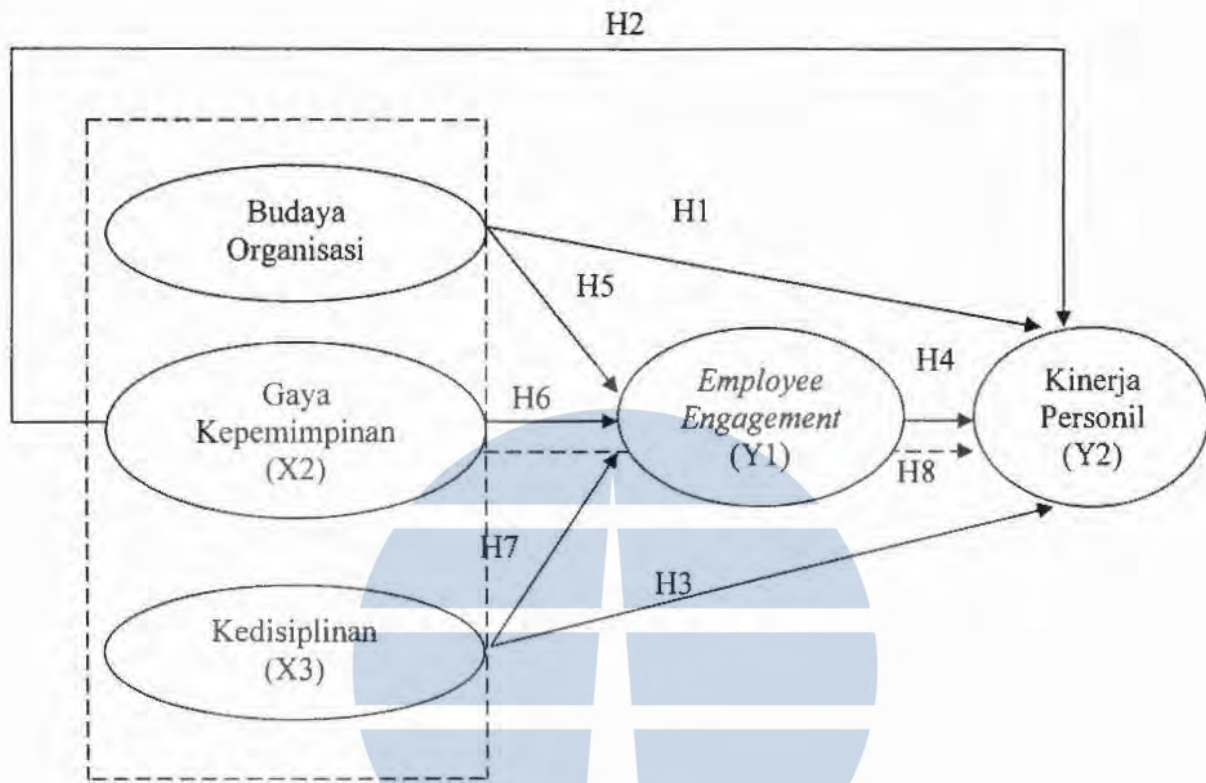 H2
Budaya
Organisasi
H1
H5
Gaya
Kepemimpinan
(X2)
H6
Employee
Engagement
(Y1)
H4
H8
Kinerja
Personil
(Y2)
H7
H3
Kedisiplinan
(X3)